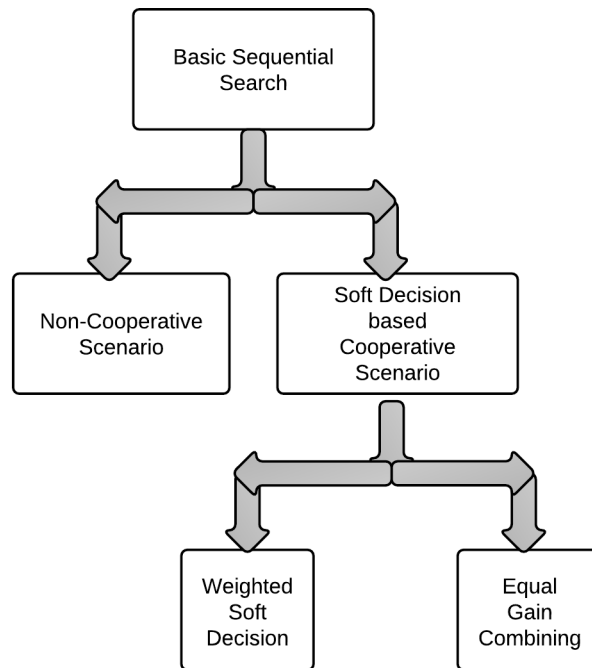 Basic Sequential
Search
Non-Cooperative
Scenario
Soft Decision
based
Cooperative
Scenario
Weighted
Soft
Decision
Equal
Gain
Combining